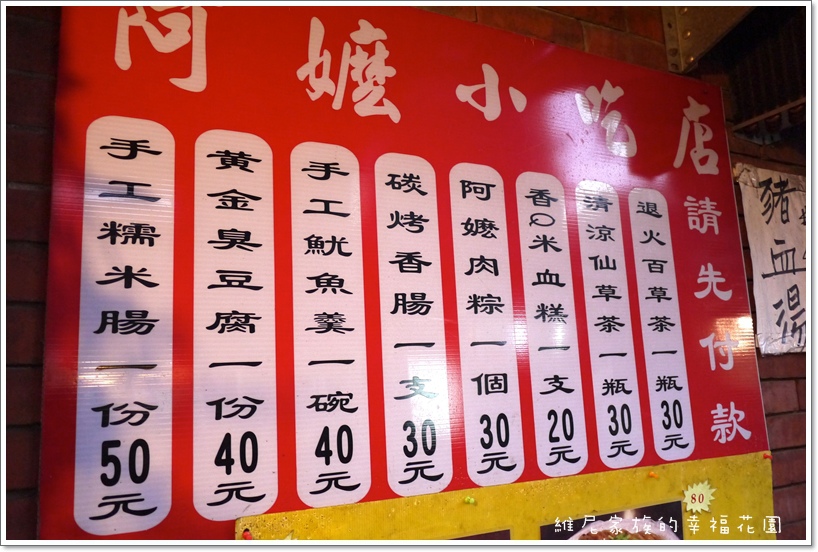 阿嬤小吃店
請先付款
退火百草茶一瓶30元
清涼仙草茶一瓶30元
香Q米血糕一支20元
阿嬤肉粽一個30元
碳烤香腸一支30元
手工魷魚羹一碗40元
黃金臭豆腐一份40元
手工糯米腸一份50元
豬血湯
80
維尼家族的幸福花園